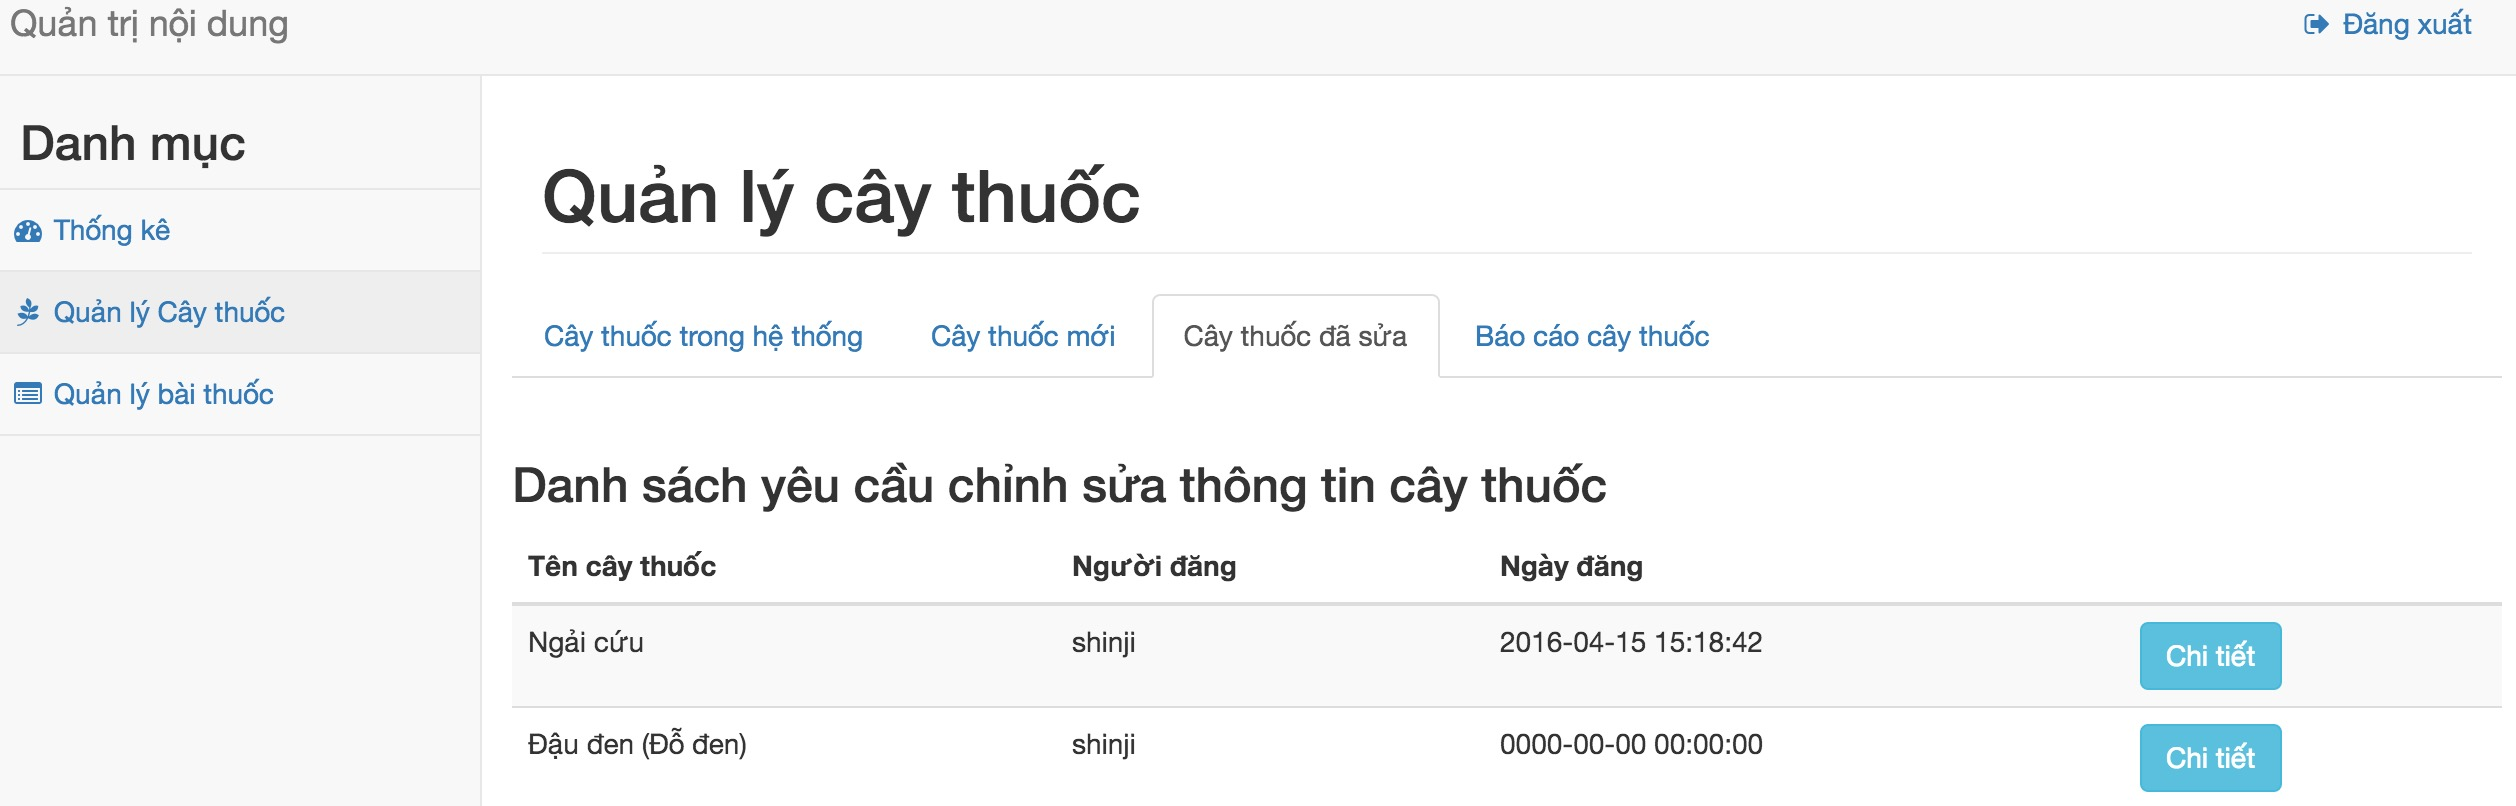 Quản trị nội dung
Đăng xuất
Danh mục
Thống kê
Quản lý Cây thuốc
Quản lý bài thuốc
Quản lý cây thuốc
Cây thuốc trong hệ thống Cây thuốc mới Cây thuốc đã sửa Báo cáo cây thuốc
Danh sách yêu cầu chỉnh sửa thông tin cây thuốc
Tên cây thuốc Người đăng Ngày đăng
Ngải cứu shinji 2016-04-15 15:18:42 Chi tiết
Đậu đen (Đỗ đen) shinji 0000-00-00 00:00:00 Chi tiết